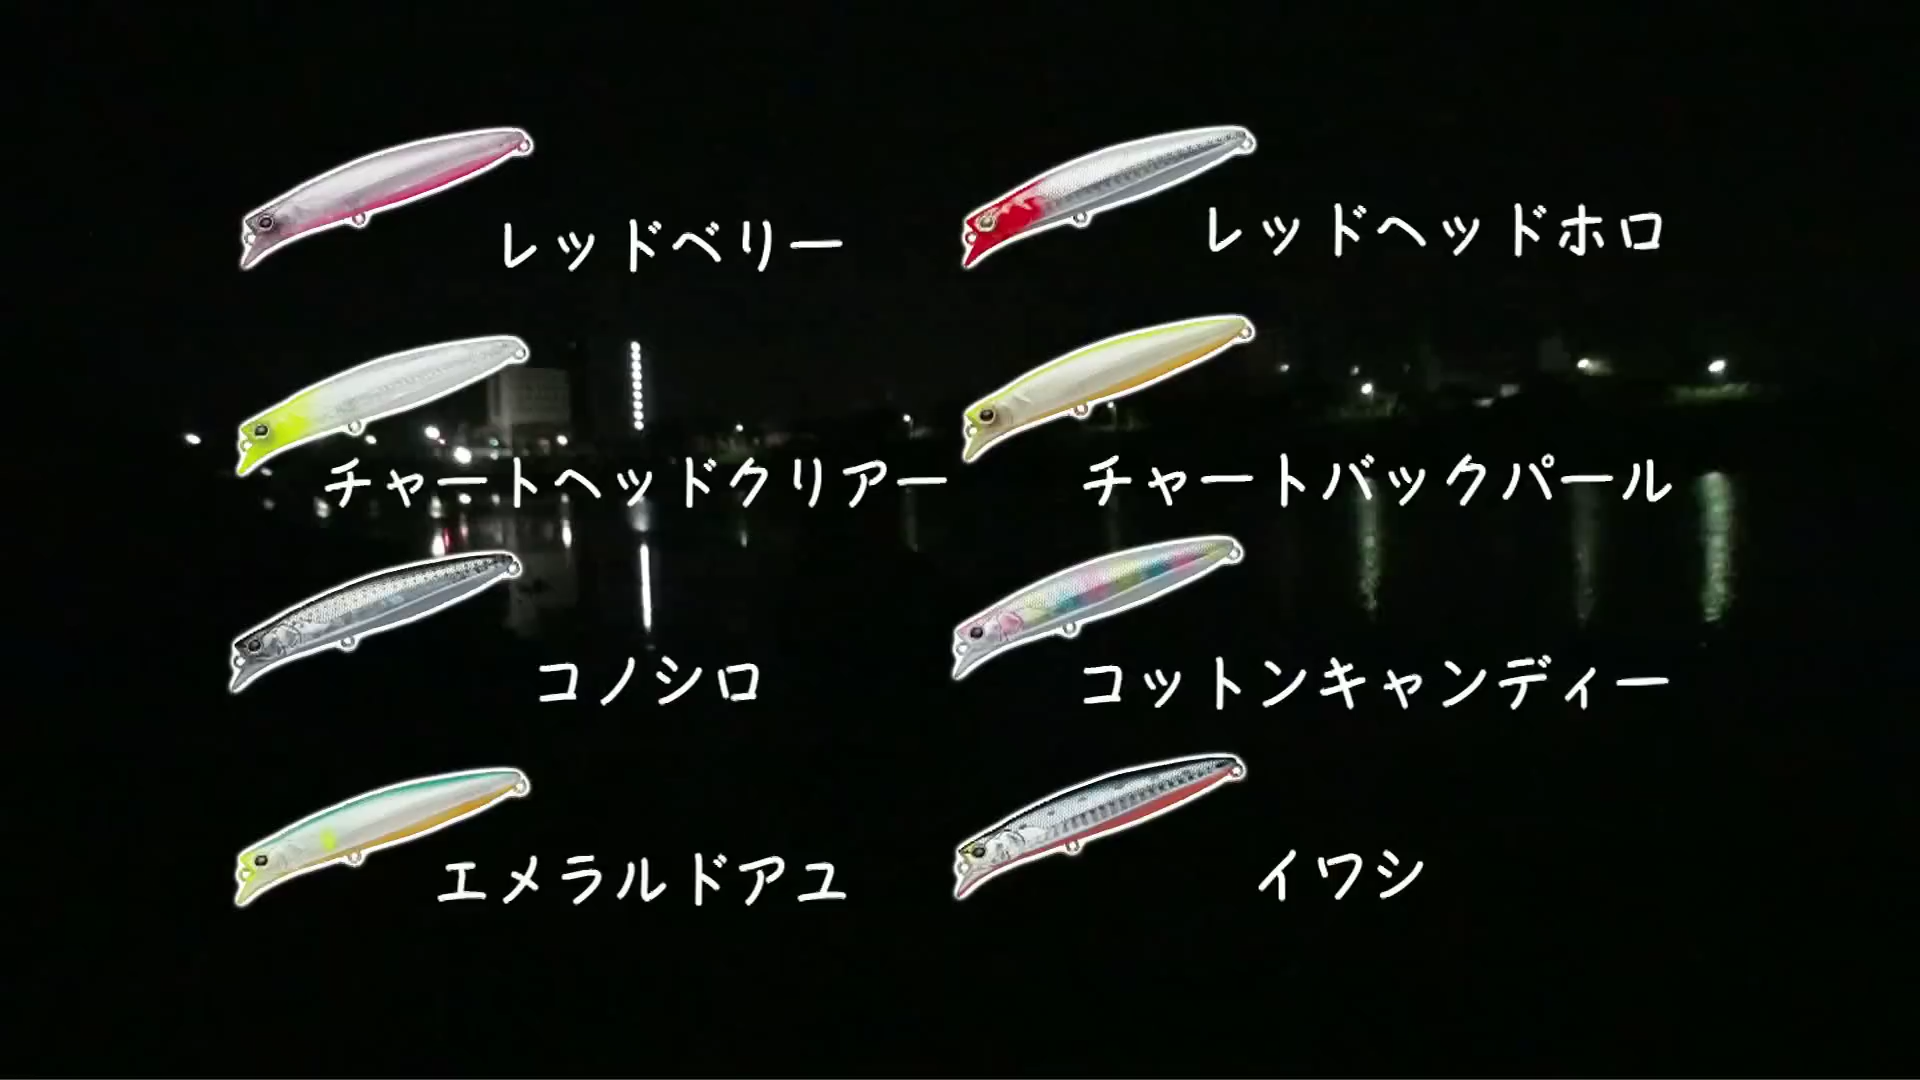 レッドベリー
レッドヘッドホロ
チャートヘッドクリアー
チャートバックパール
コノシロ
コットンキャンディー
エメラルドアユ
イワシ